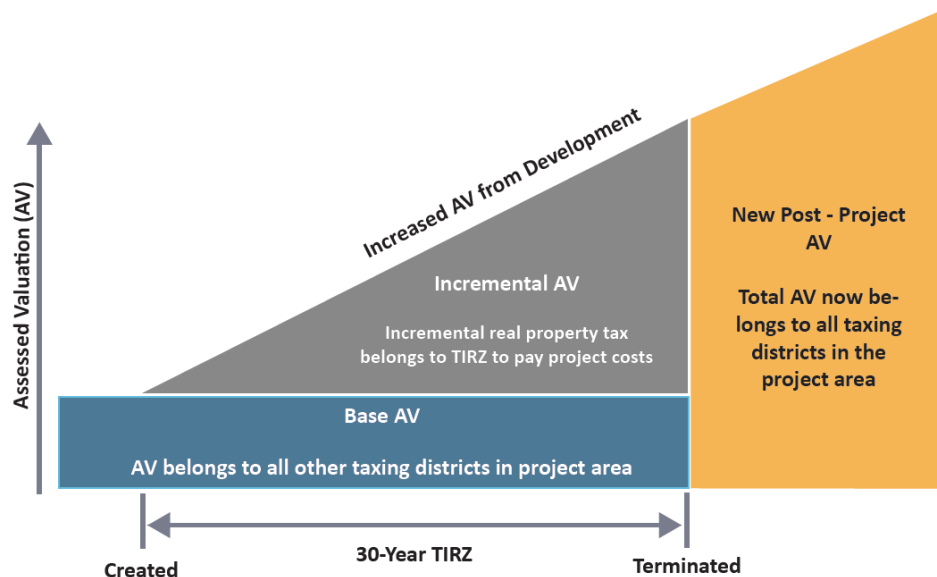 Assessed Valuation (AV)
Increased AV from Development
Incremental AV
Incremental real property tax
belongs to TIRZ to pay project costs
Base AV
AV belongs to all other taxing districts in project area
New Post - Project
AV
Total AV now be-
longs to all taxing
districts in the
project area
30-Year TIRZ
Created
Terminated